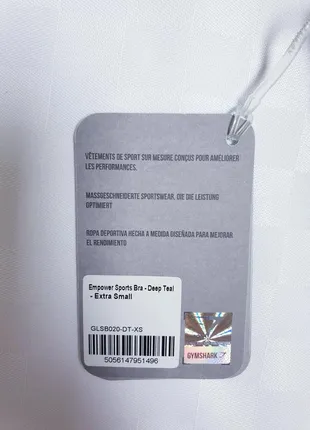 VÊTEMENTS DE SPORT SUR MESURE CONÇUS POUR AMÉLIORER
LES PERFORMANCES.
MASSGESCHNEIDERTE SPORTSWEAR, DIE DIE LEISTUNG
OPTIMIERT
ROPA DEPORTIVA HECHA A MEDIDA DISEÑADA PARA MEJORAR
EL RENDIMIENTO
Empower Sports Bra - Deep Teal
- Extra Small
GLSB020-DT-XS
5056147951496
GYMSHARK